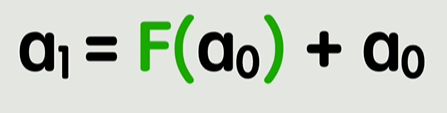 a₁ = F(a₀) + a₀